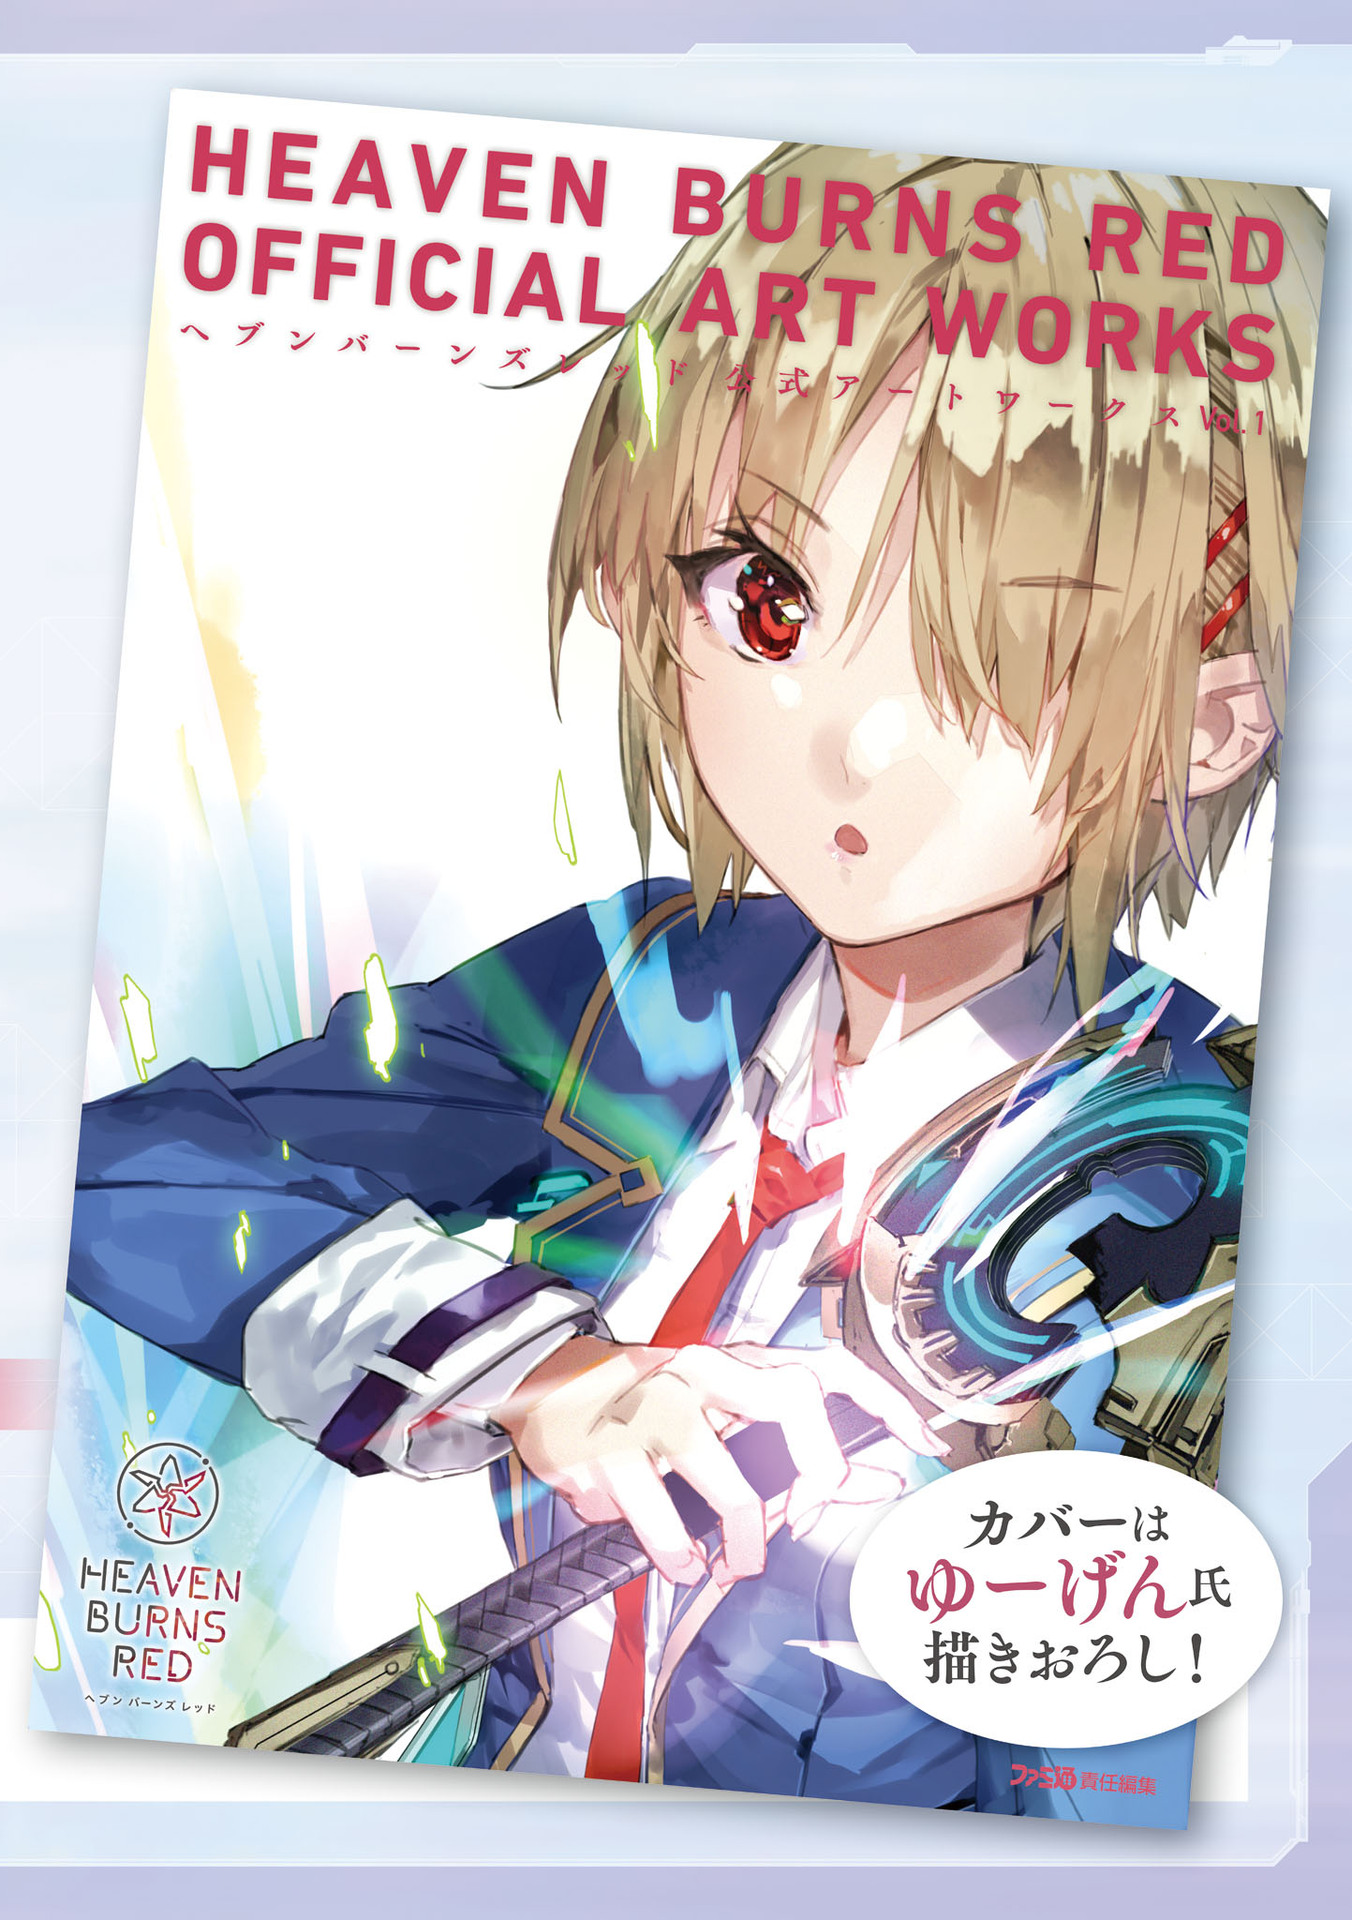 HEAVEN BURNS RED
OFFICIAL ART WORKS
ヘブンバーンズレッド 公式アートワークス Vol.1
カバーは
ゆーげん氏
描きおろし!
HEAVEN
BURNS
RED
ヘブン バーンズ レッド
ファミ通 責任編集